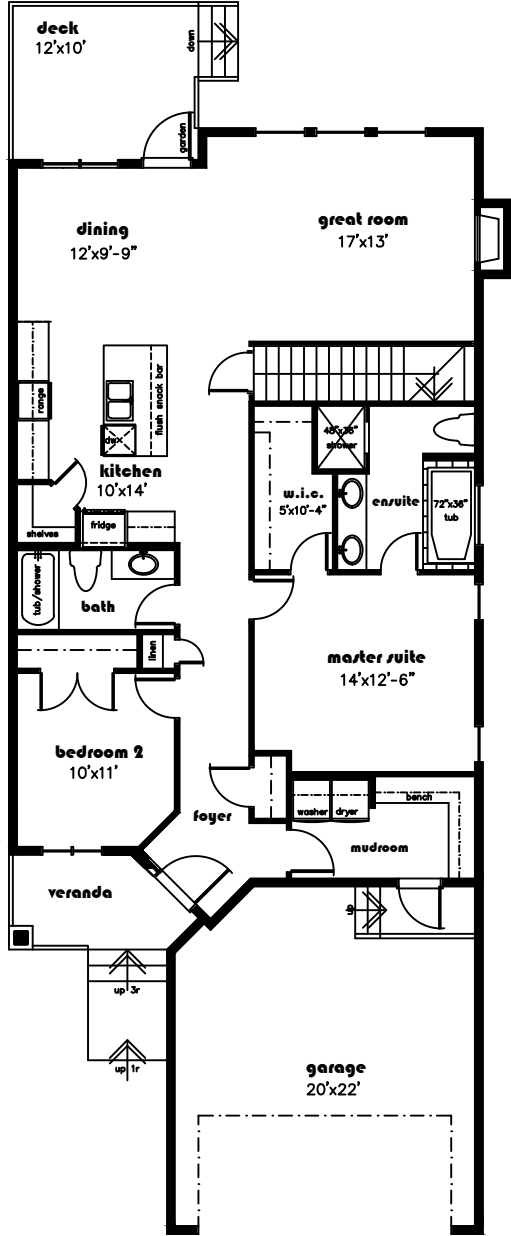 deck
12'x10'
down
garden
dining
12'x9'-9"
great room
17'x13'
range
flush snack bar
dw
kitchen
10'x14'
shelves
fridge
48"x36"
shower
w.i.c.
5'x10'-4"
ensuite
72"x36"
tub
tub/shower
bath
linen
master suite
14'x12'-6"
bedroom 2
10'x11'
foyer
washer
dryer
bench
mudroom
veranda
up
up 3r
up 1r
garage
20'x22'